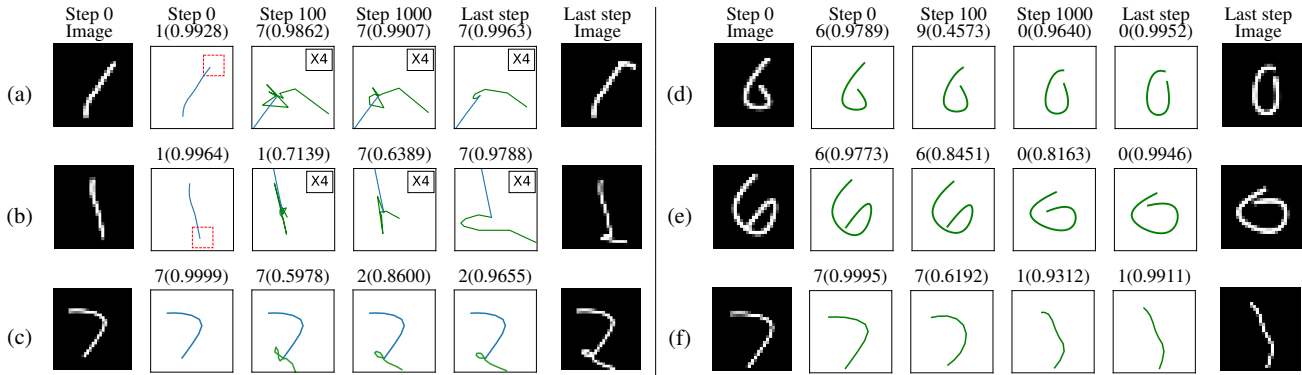 Step 0 Step 0 Step 100 Step 1000 Last step Last step
Image 1(0.9928) 7(0.9862) 7(0.9907) 7(0.9963) Image
(a) X4 X4 X4
1(0.9964) 1(0.7139) 7(0.6389) 7(0.9788)
(b) X4 X4 X4
7(0.9999) 7(0.5978) 2(0.8600) 2(0.9655)
(c)
Step 0 Step 0 Step 100 Step 1000 Last step Last step
Image 6(0.9789) 9(0.4573) 0(0.9640) 0(0.9952) Image
(d)
6(0.9773) 6(0.8451) 0(0.8163) 0(0.9946)
(e)
7(0.9995) 7(0.6192) 1(0.9312) 1(0.9911)
(f)